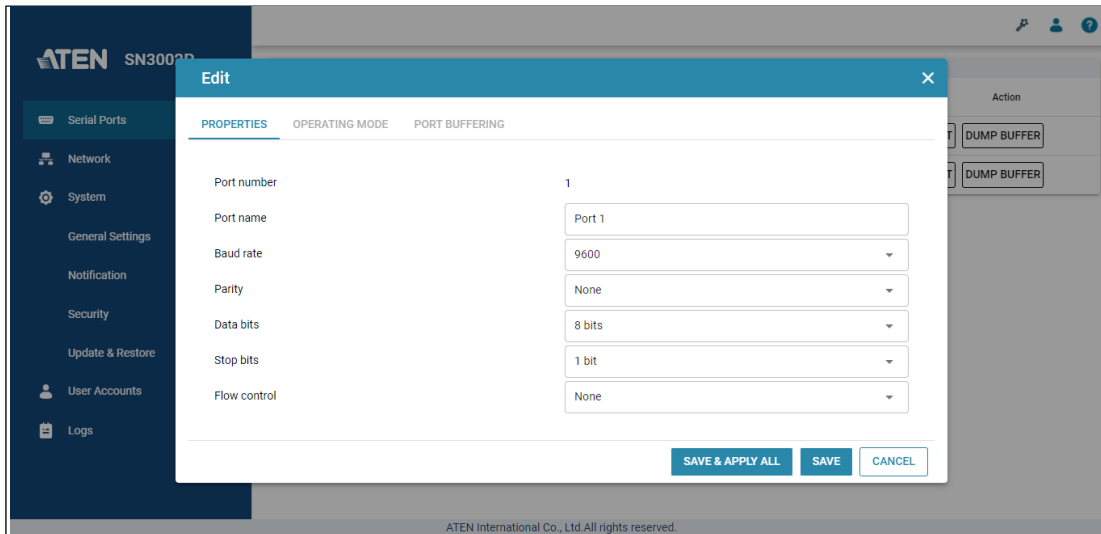 ATEN SN3002P
Serial Ports
Network
System
General Settings
Notification
Security
Update & Restore
User Accounts
Logs
Action
DUMP BUFFER
DUMP BUFFER
Edit
PROPERTIES OPERATING MODE PORT BUFFERING
Port number 1
Port name Port 1
Baud rate 9600
Parity None
Data bits 8 bits
Stop bits 1 bit
Flow control None
SAVE & APPLY ALL SAVE CANCEL
ATEN International Co., Ltd.All rights reserved.